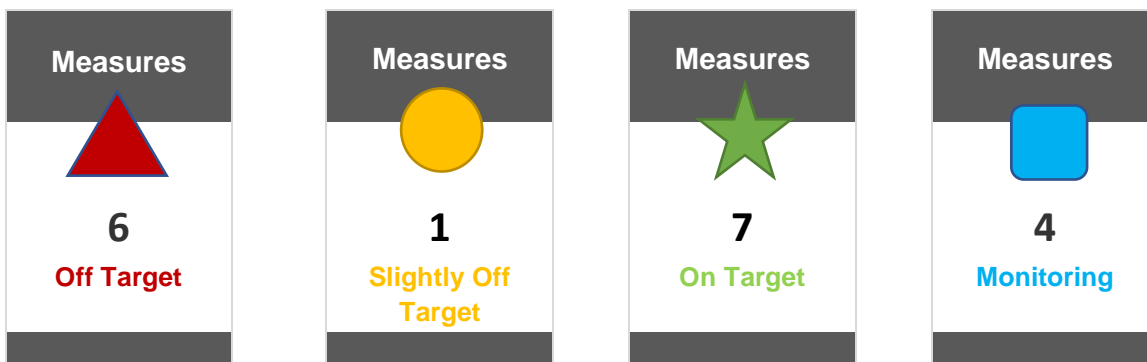 Measures
6
Off Target
Measures
1
Slightly Off
Target
Measures
7
On Target
Measures
4
Monitoring